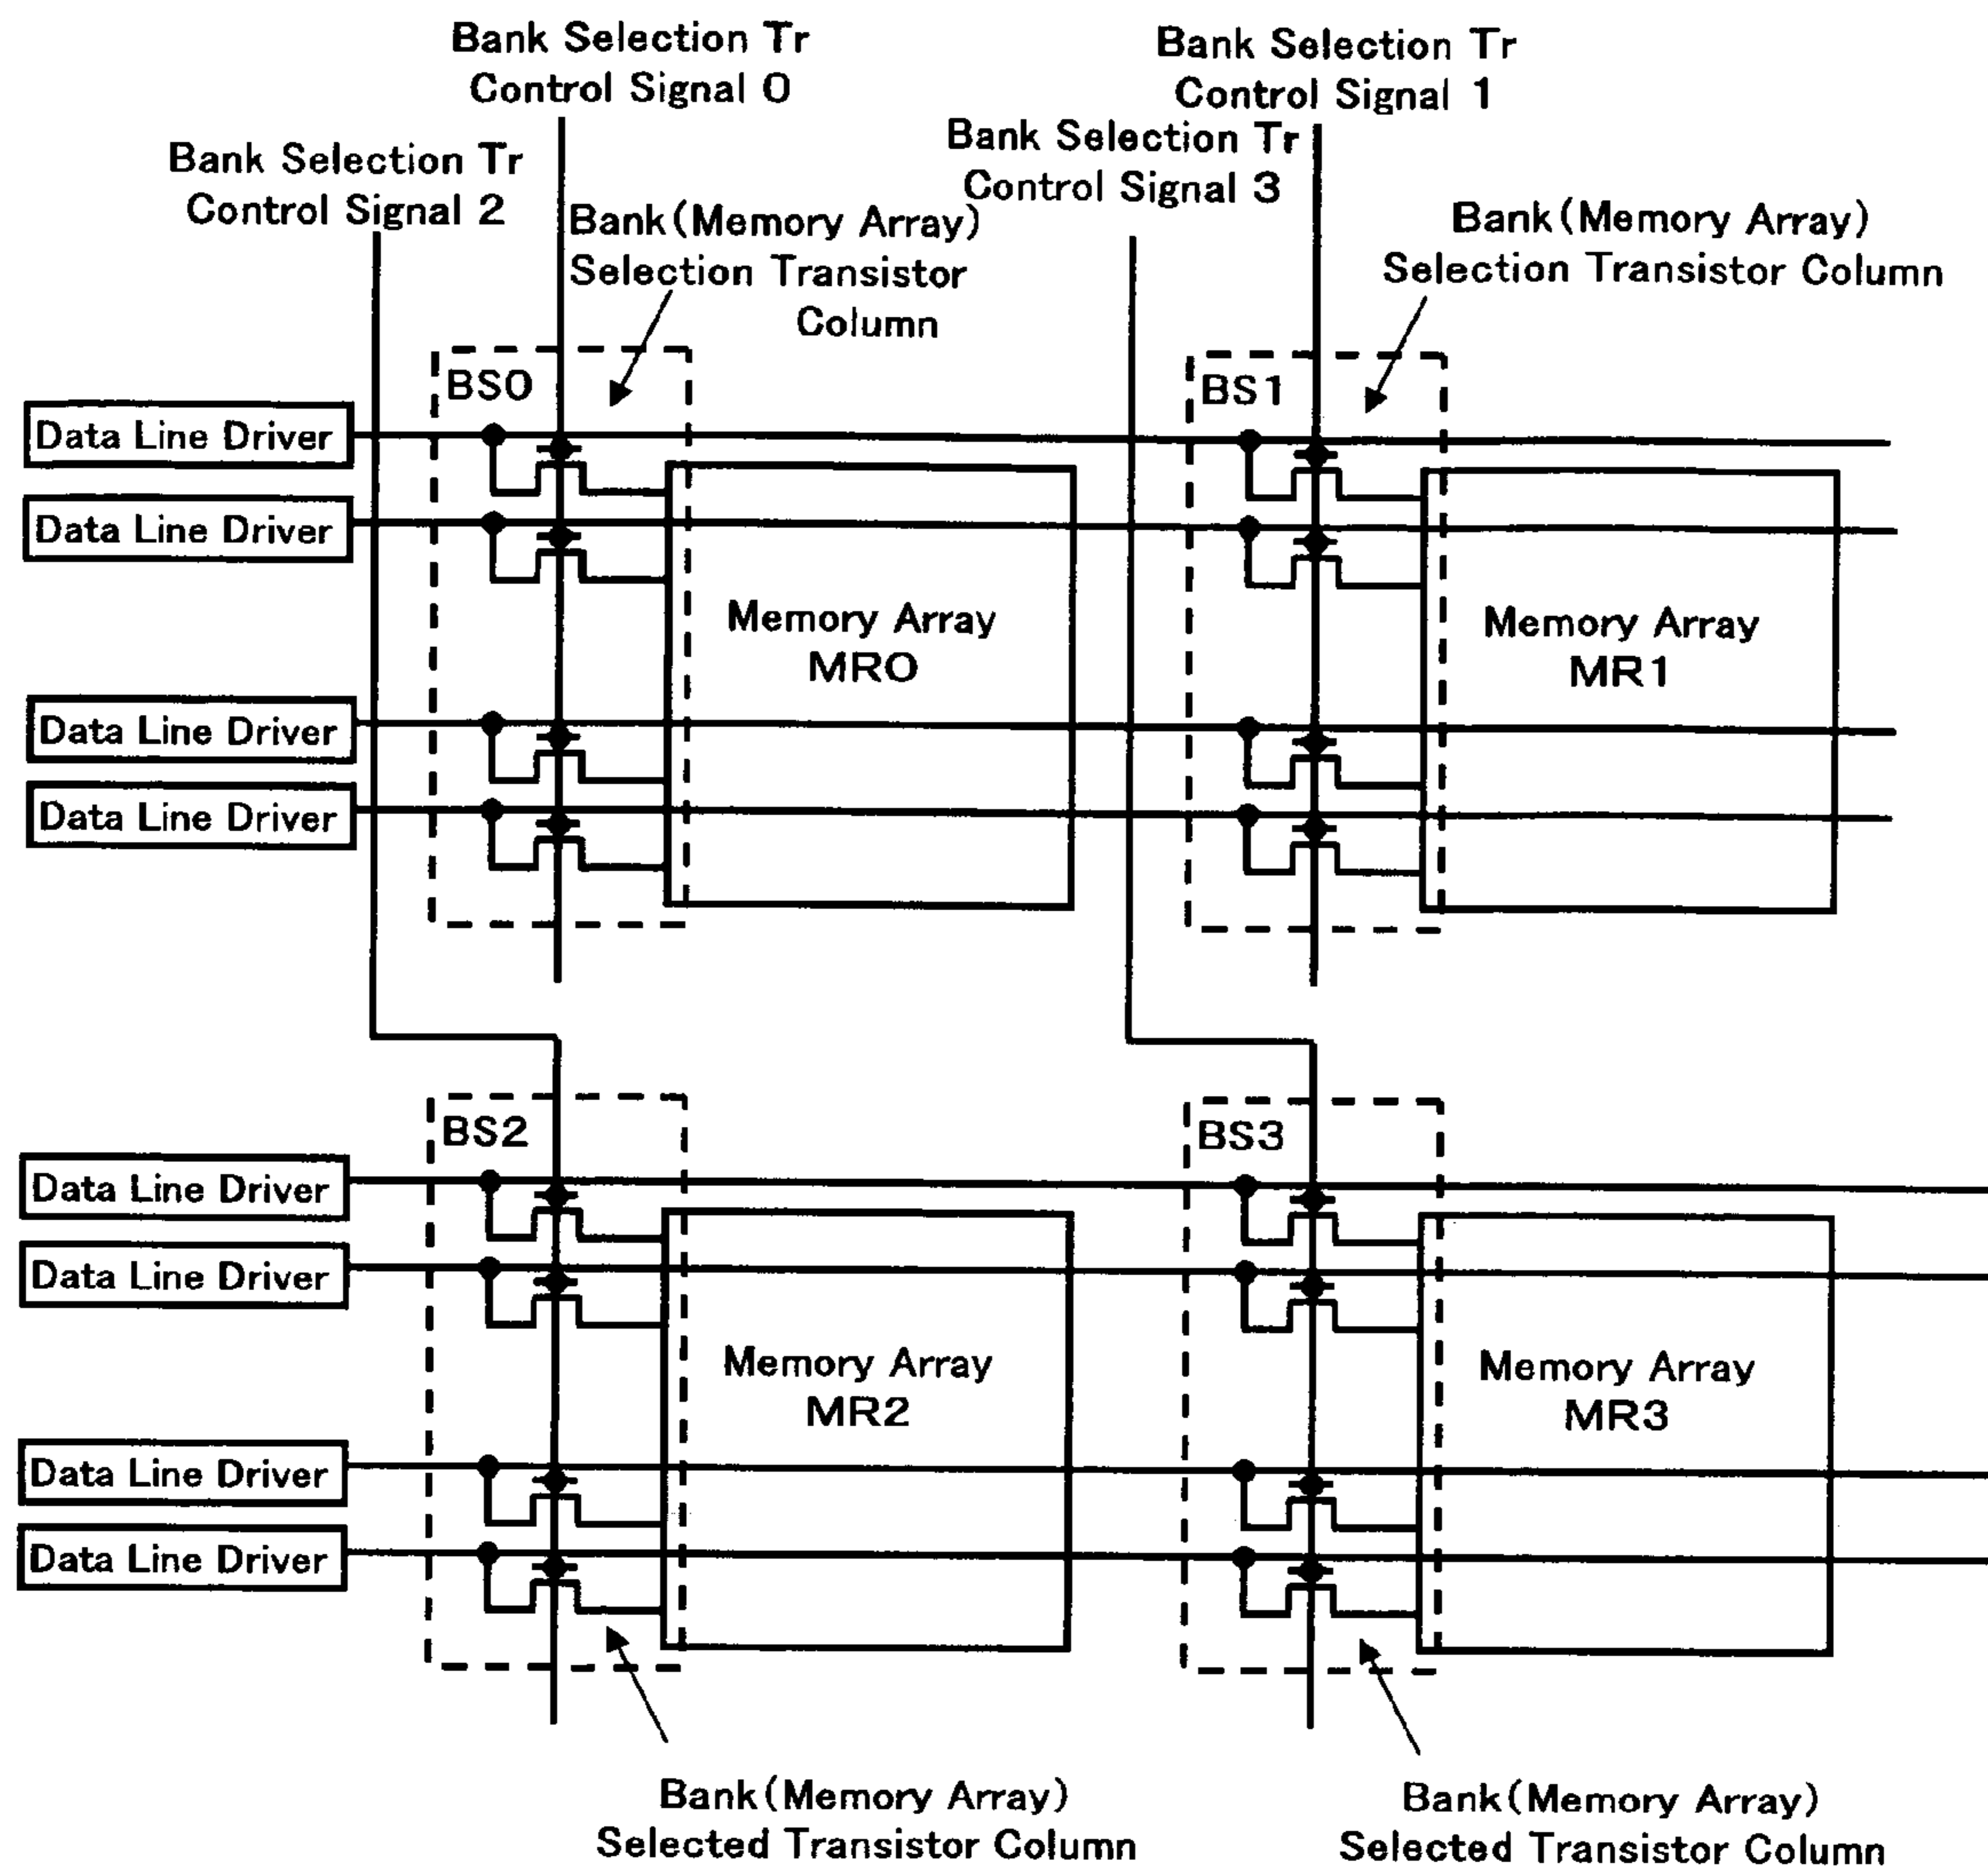 Bank Selection Tr
Control Signal 0
Bank Selection Tr
Control Signal 1
Bank Selection Tr
Control Signal 2
Bank Selection Tr
Control Signal 3
Bank(Memory Array)
Selection Transistor
Column
Bank(Memory Array)
Selection Transistor Column
BS0
BS1
Data Line Driver
Data Line Driver
Memory Array
MR0
Memory Array
MR1
Data Line Driver
Data Line Driver
BS2
BS3
Data Line Driver
Data Line Driver
Memory Array
MR2
Memory Array
MR3
Data Line Driver
Data Line Driver
Bank(Memory Array)
Selected Transistor Column
Bank(Memory Array)
Selected Transistor Column